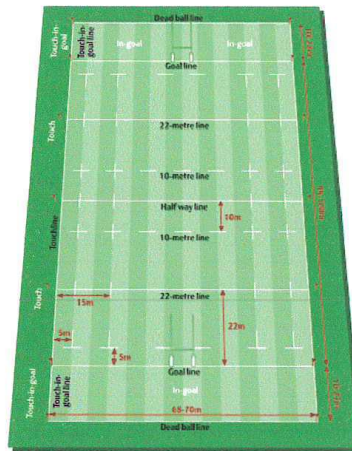 Dead ball line
Touch-in-goal
Touch-in-goal line
In-goal
In-goal
Goal line
Touch
22-metre line
10-metre line
Half way line
10m
10-metre line
Touchline
Touch
22-metre line
15m
22m
5m
5m
Goal line
Touch-in-goal
Touch-in-goal line
In-goal
65-70m
Dead ball line